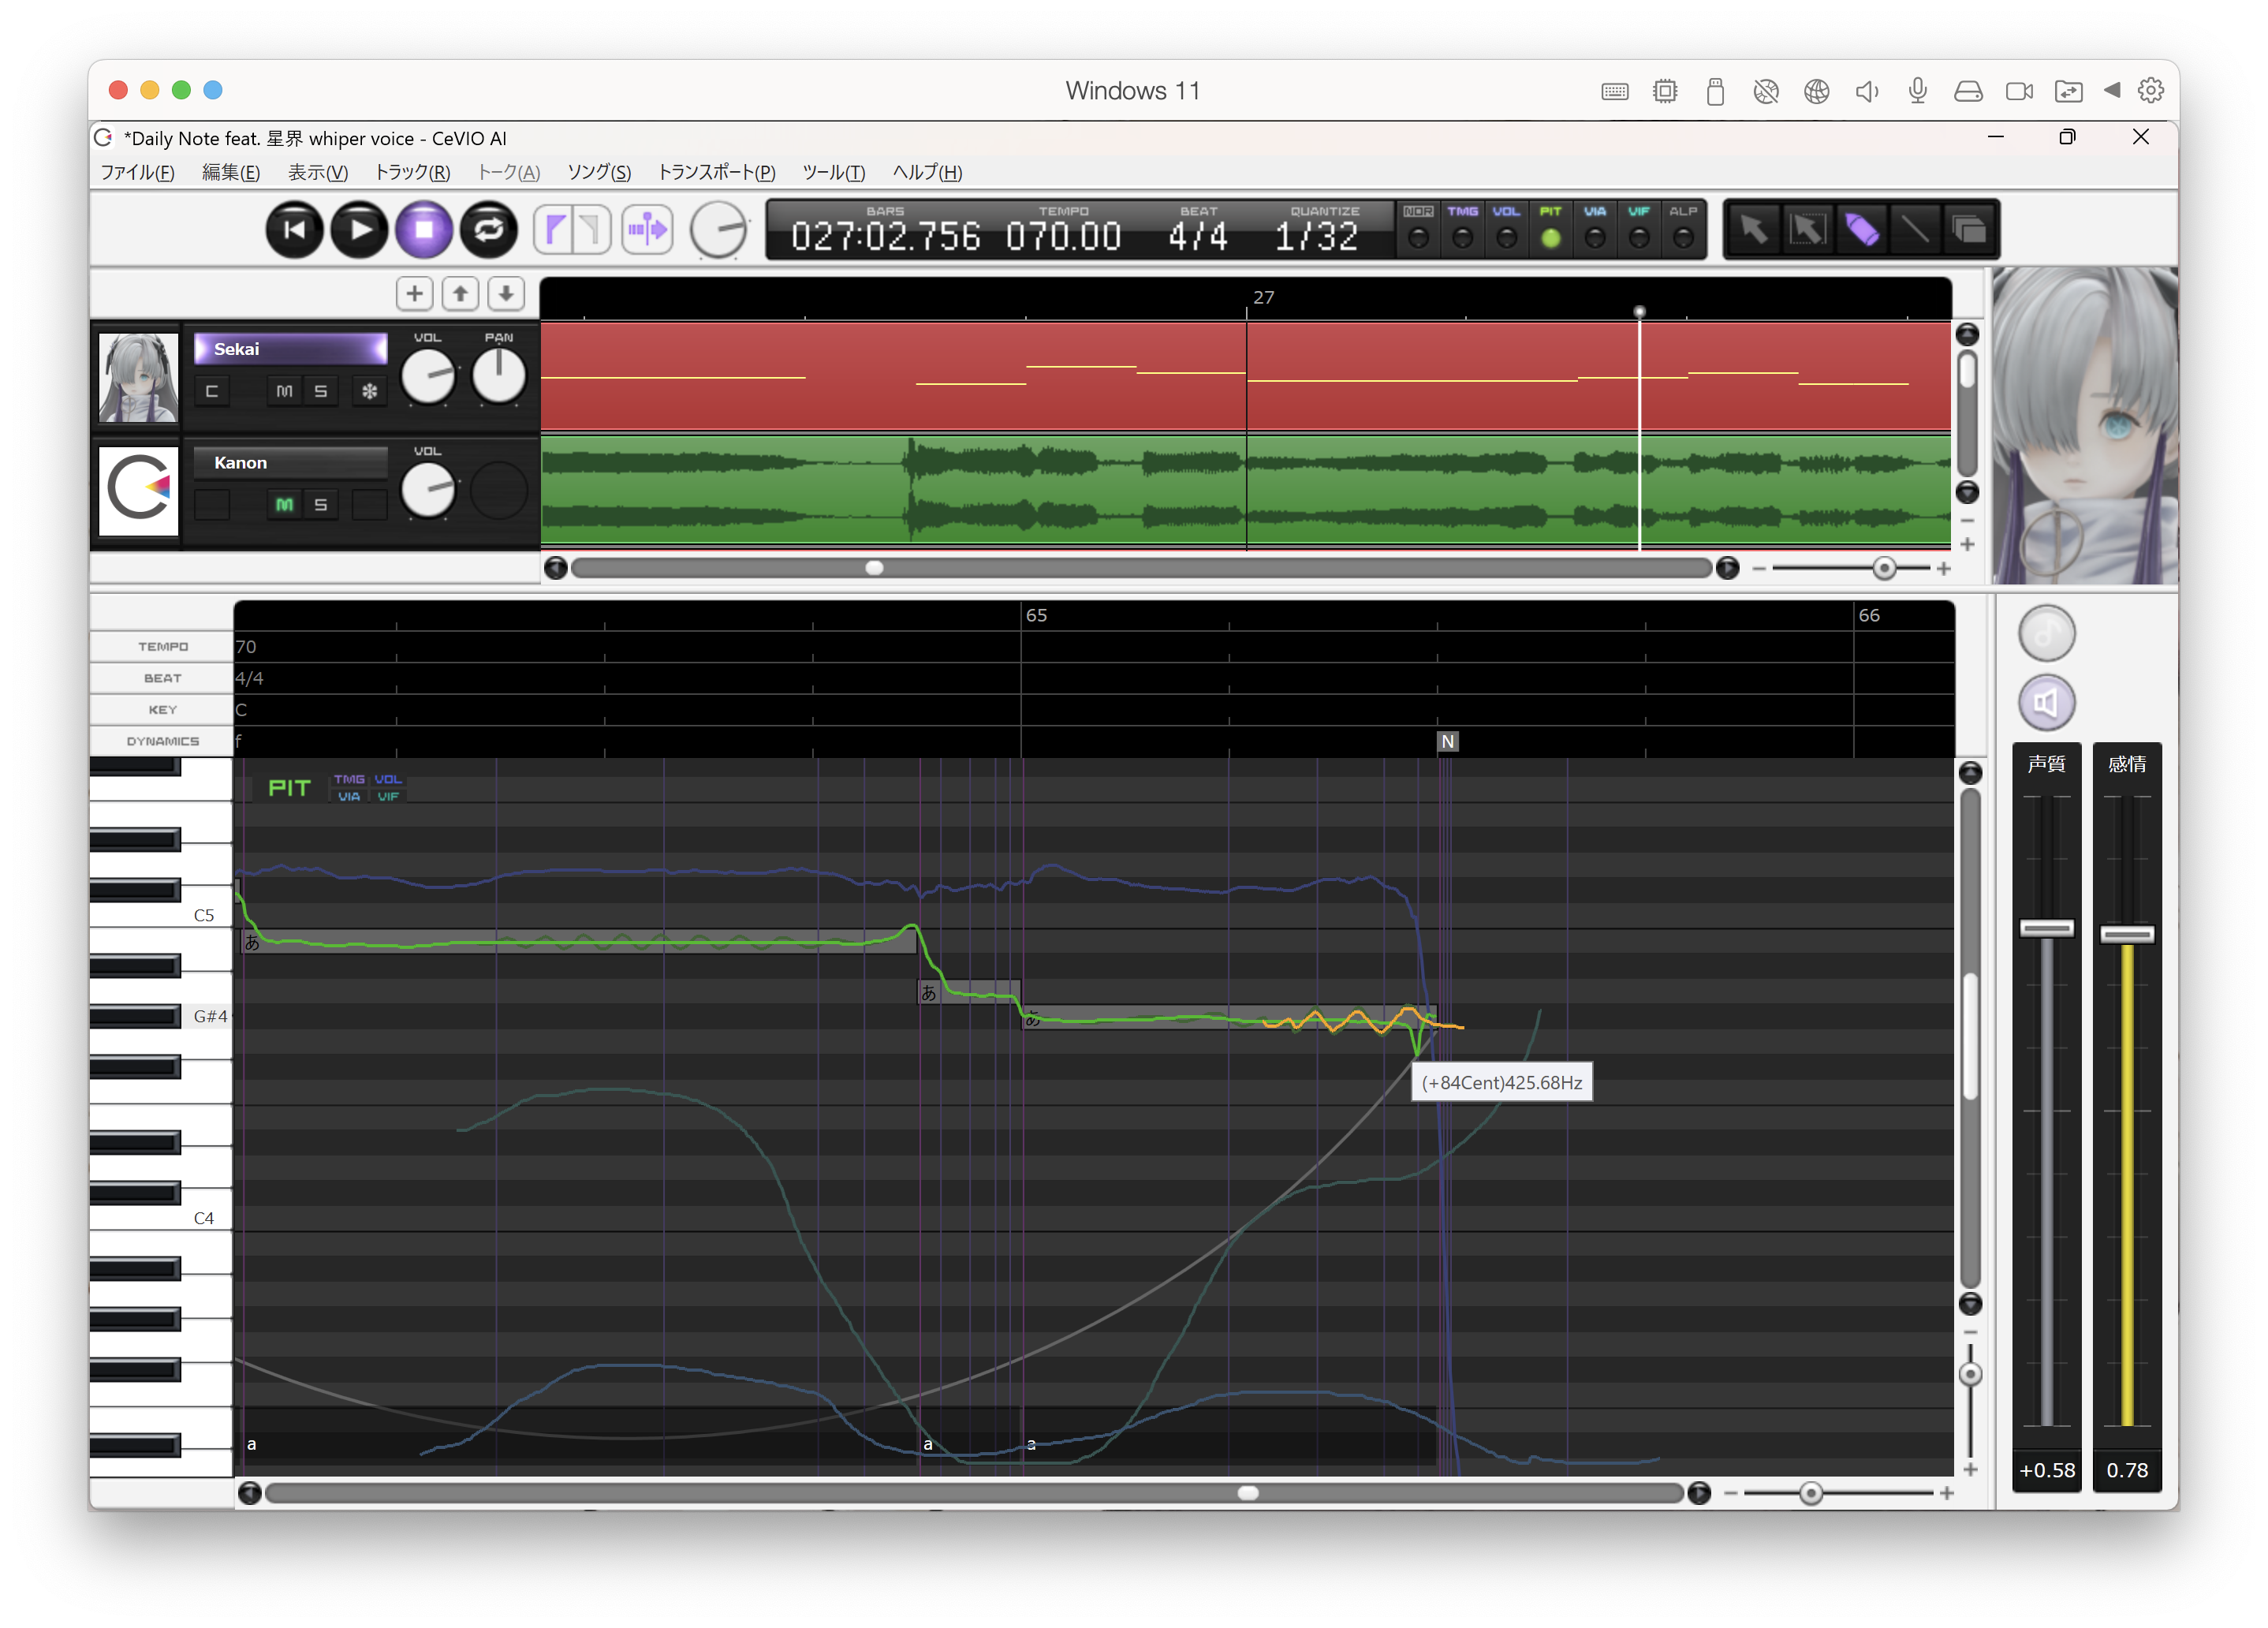 Windows 11
*Daily Note feat. 星界 whiper voice - CeVIO AI
ファイル(F) 編集(E) 表示(V) トラック(R) トーク(A) ソング(S) トランスポート(P) ツール(T) ヘルプ(H)
BARS TEMPO BEAT QUANTIZE NOR TMG VOL PIT VIA VIF ALP
027:02.756 070.00 4/4 1/32
27
Sekai VOL PAN
C M S
Kanon VOL
M S
65 66
TEMPO 70
BEAT 4/4
KEY C
DYNAMICS f N
声質 感情
PIT TMG VOL
VIA VIF
C5
あ
あ
G#4 あ
(+84Cent)425.68Hz
C4
a a a
+0.58 0.78